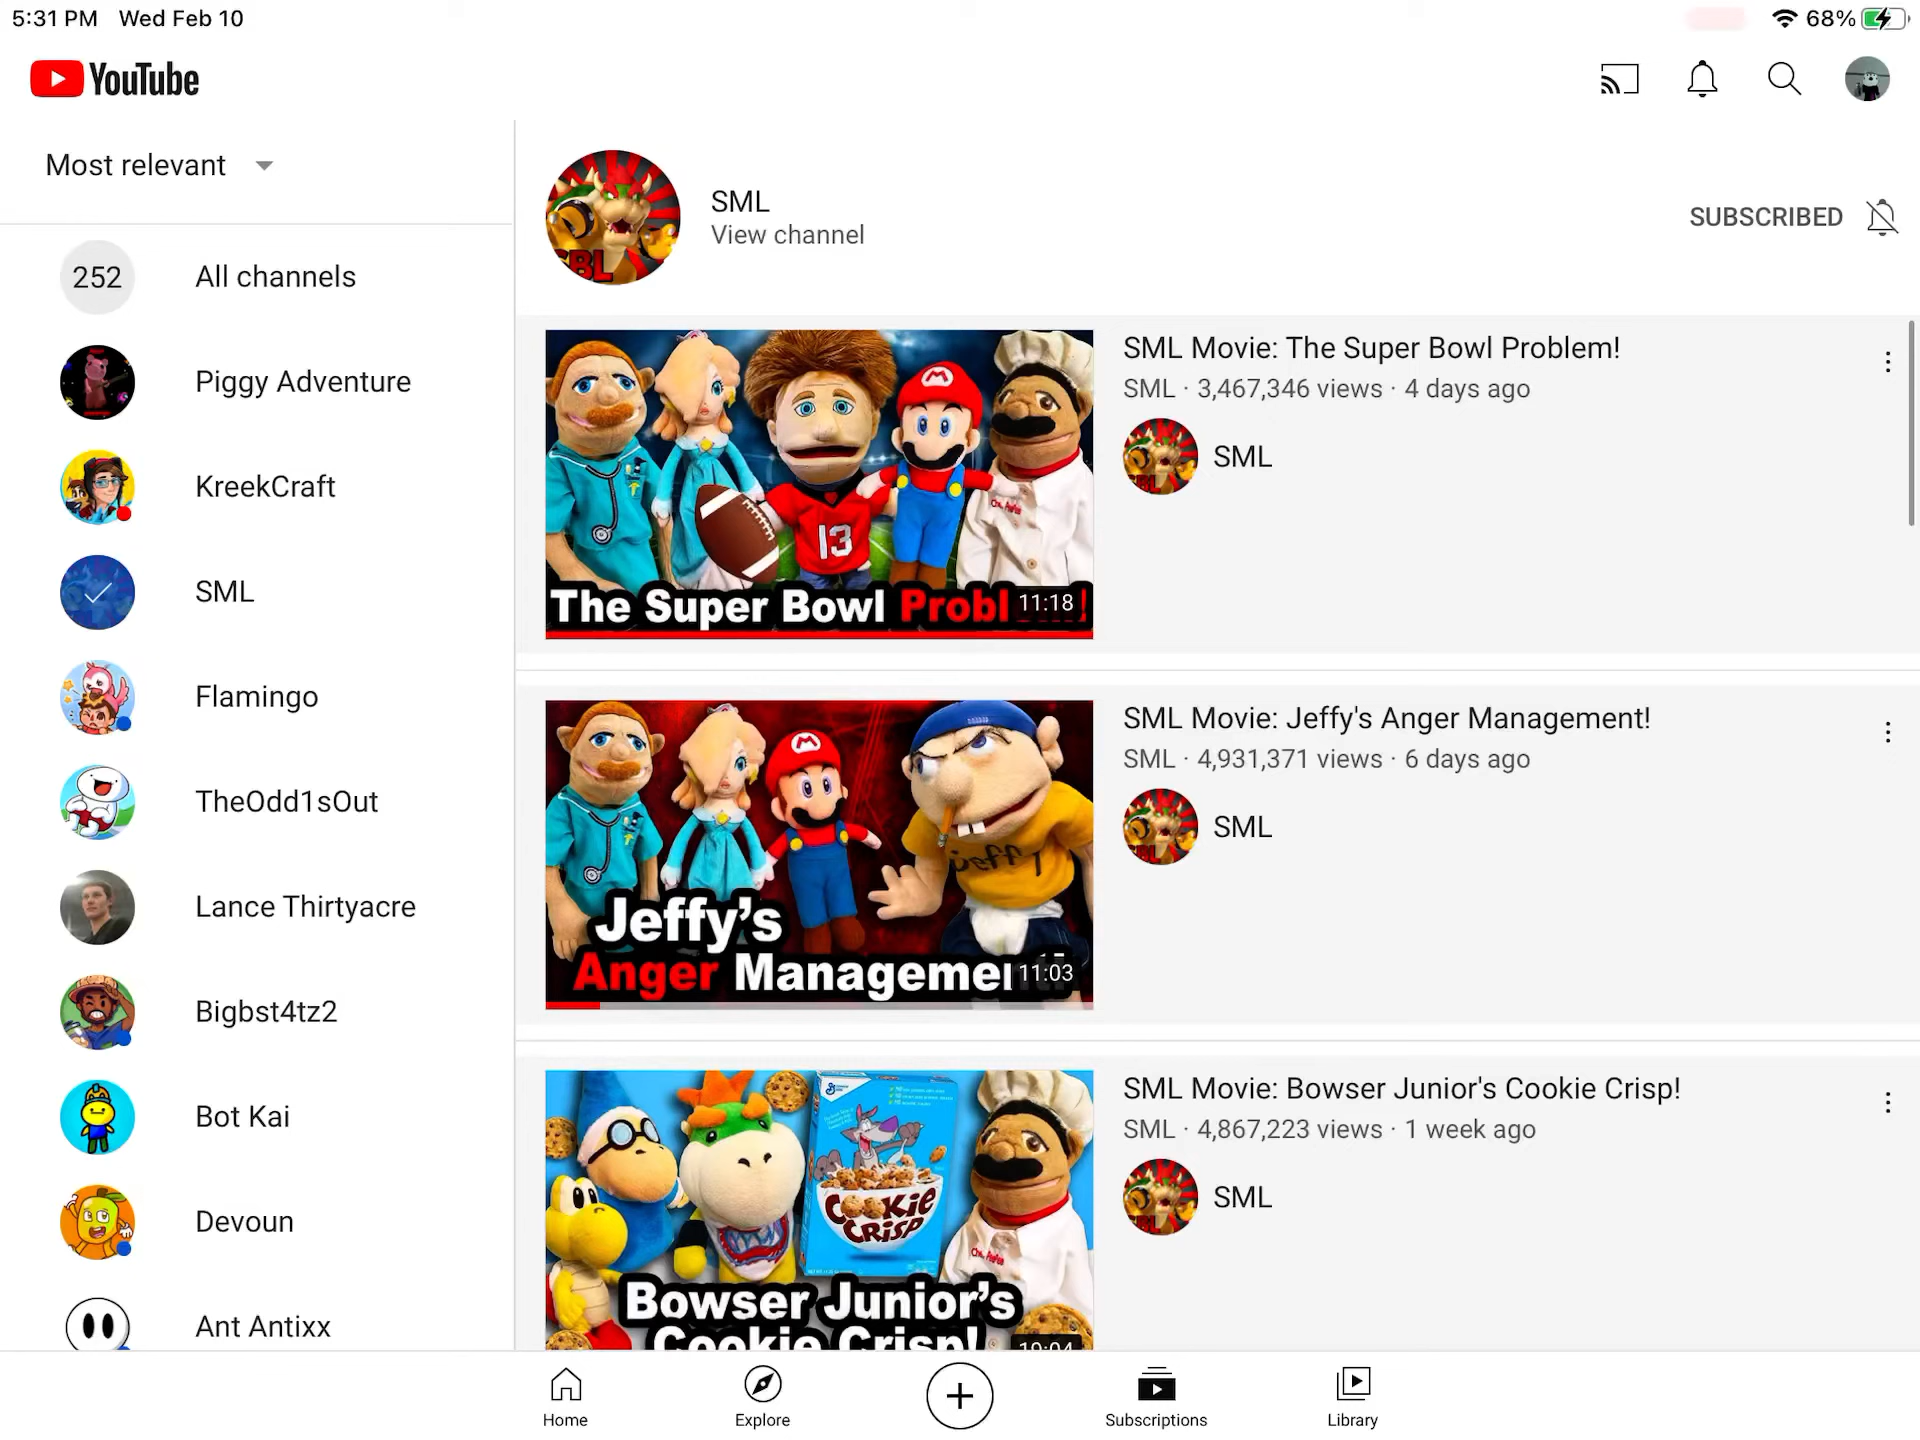 5:31 PM Wed Feb 10
68%
YouTube
Most relevant
252 All channels
Piggy Adventure
KreekCraft
SML
Flamingo
TheOdd1sOut
Lance Thirtyacre
Bigbst4tz2
Bot Kai
Devoun
Ant Antixx
SML
View channel
SUBSCRIBED
13
The Super Bowl
11:18
SML Movie: The Super Bowl Problem!
SML · 3,467,346 views · 4 days ago
SML
Jeffy
Jeffy's
Anger
11:03
SML Movie: Jeffy's Anger Management!
SML · 4,931,371 views · 6 days ago
SML
COOKIE
CRISP
Bowser Junior's
Cookie Crisp!
SML Movie: Bowser Junior's Cookie Crisp!
SML · 4,867,223 views · 1 week ago
SML
Home
Explore
Subscriptions
Library